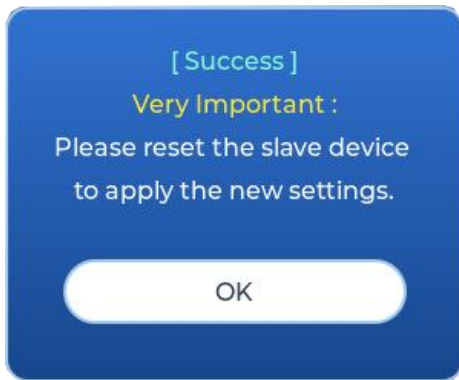 [ Success ]
Very Important :
Please reset the slave device
to apply the new settings.
OK